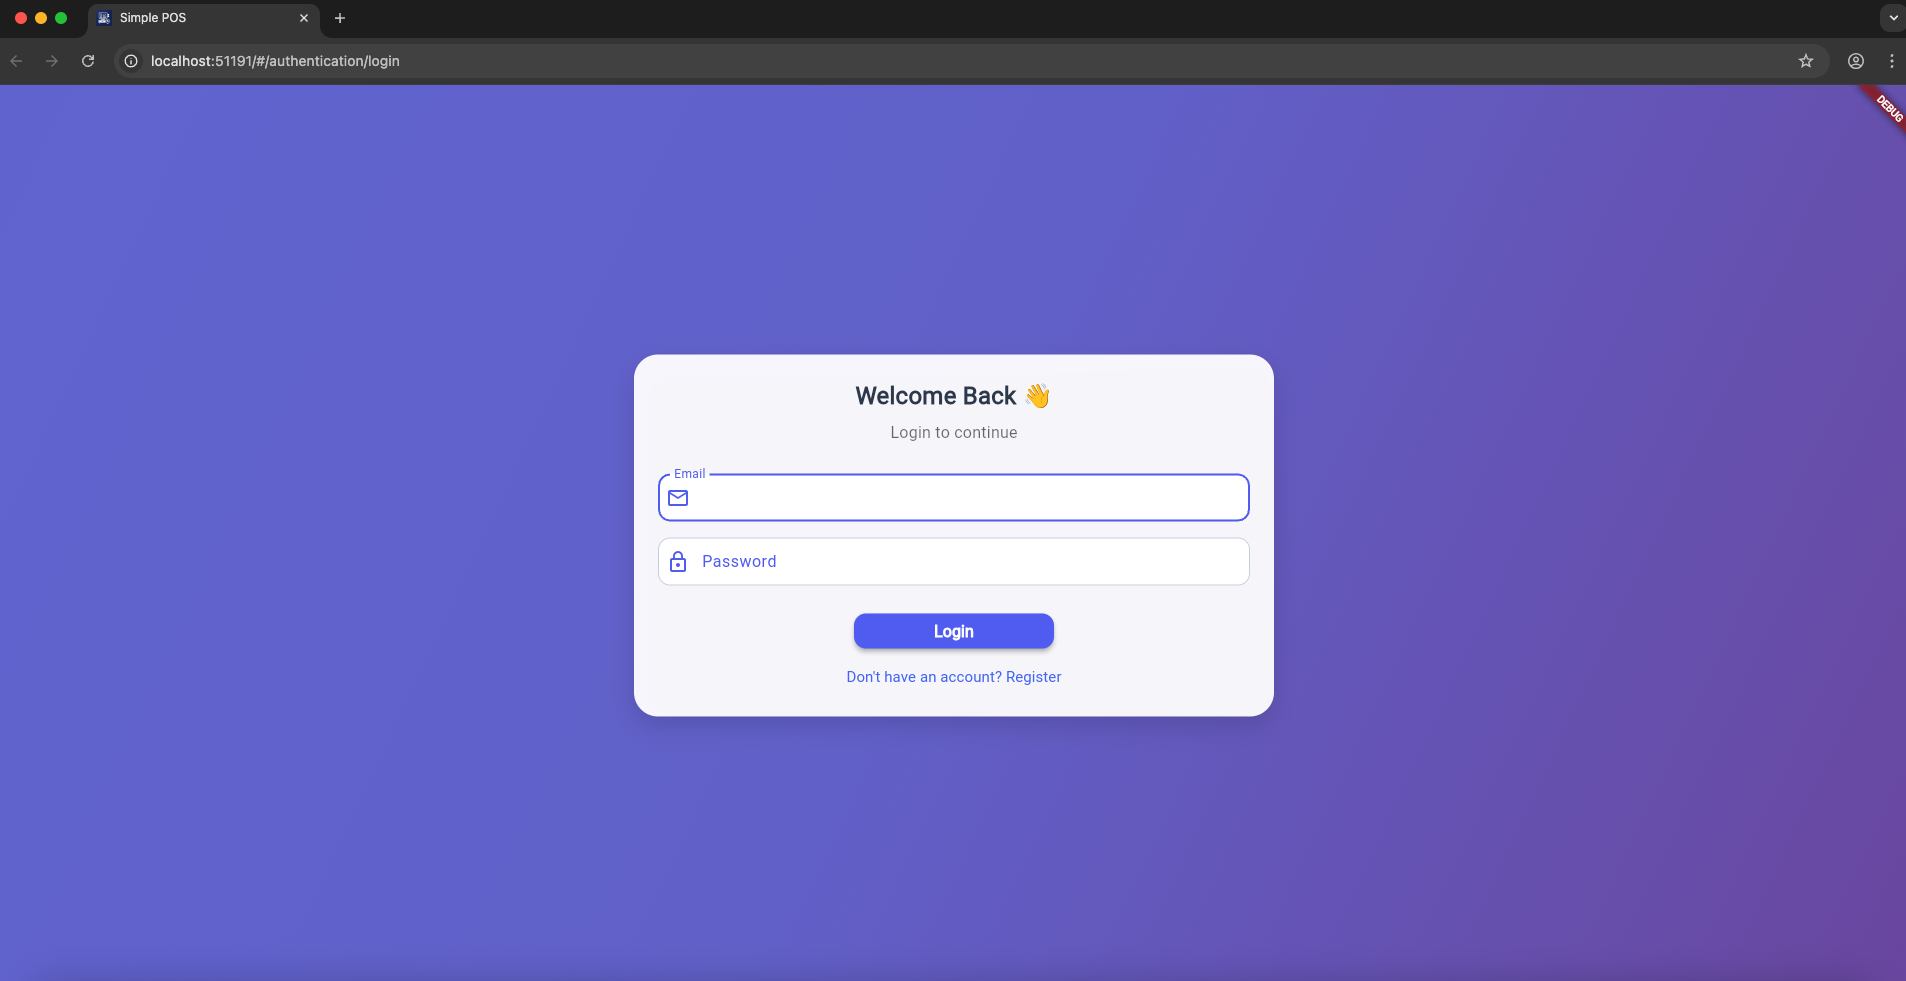 Simple POS
localhost:51191/#/authentication/login
DEBUG
Welcome Back 👋
Login to continue
Email
Password
Login
Don't have an account? Register